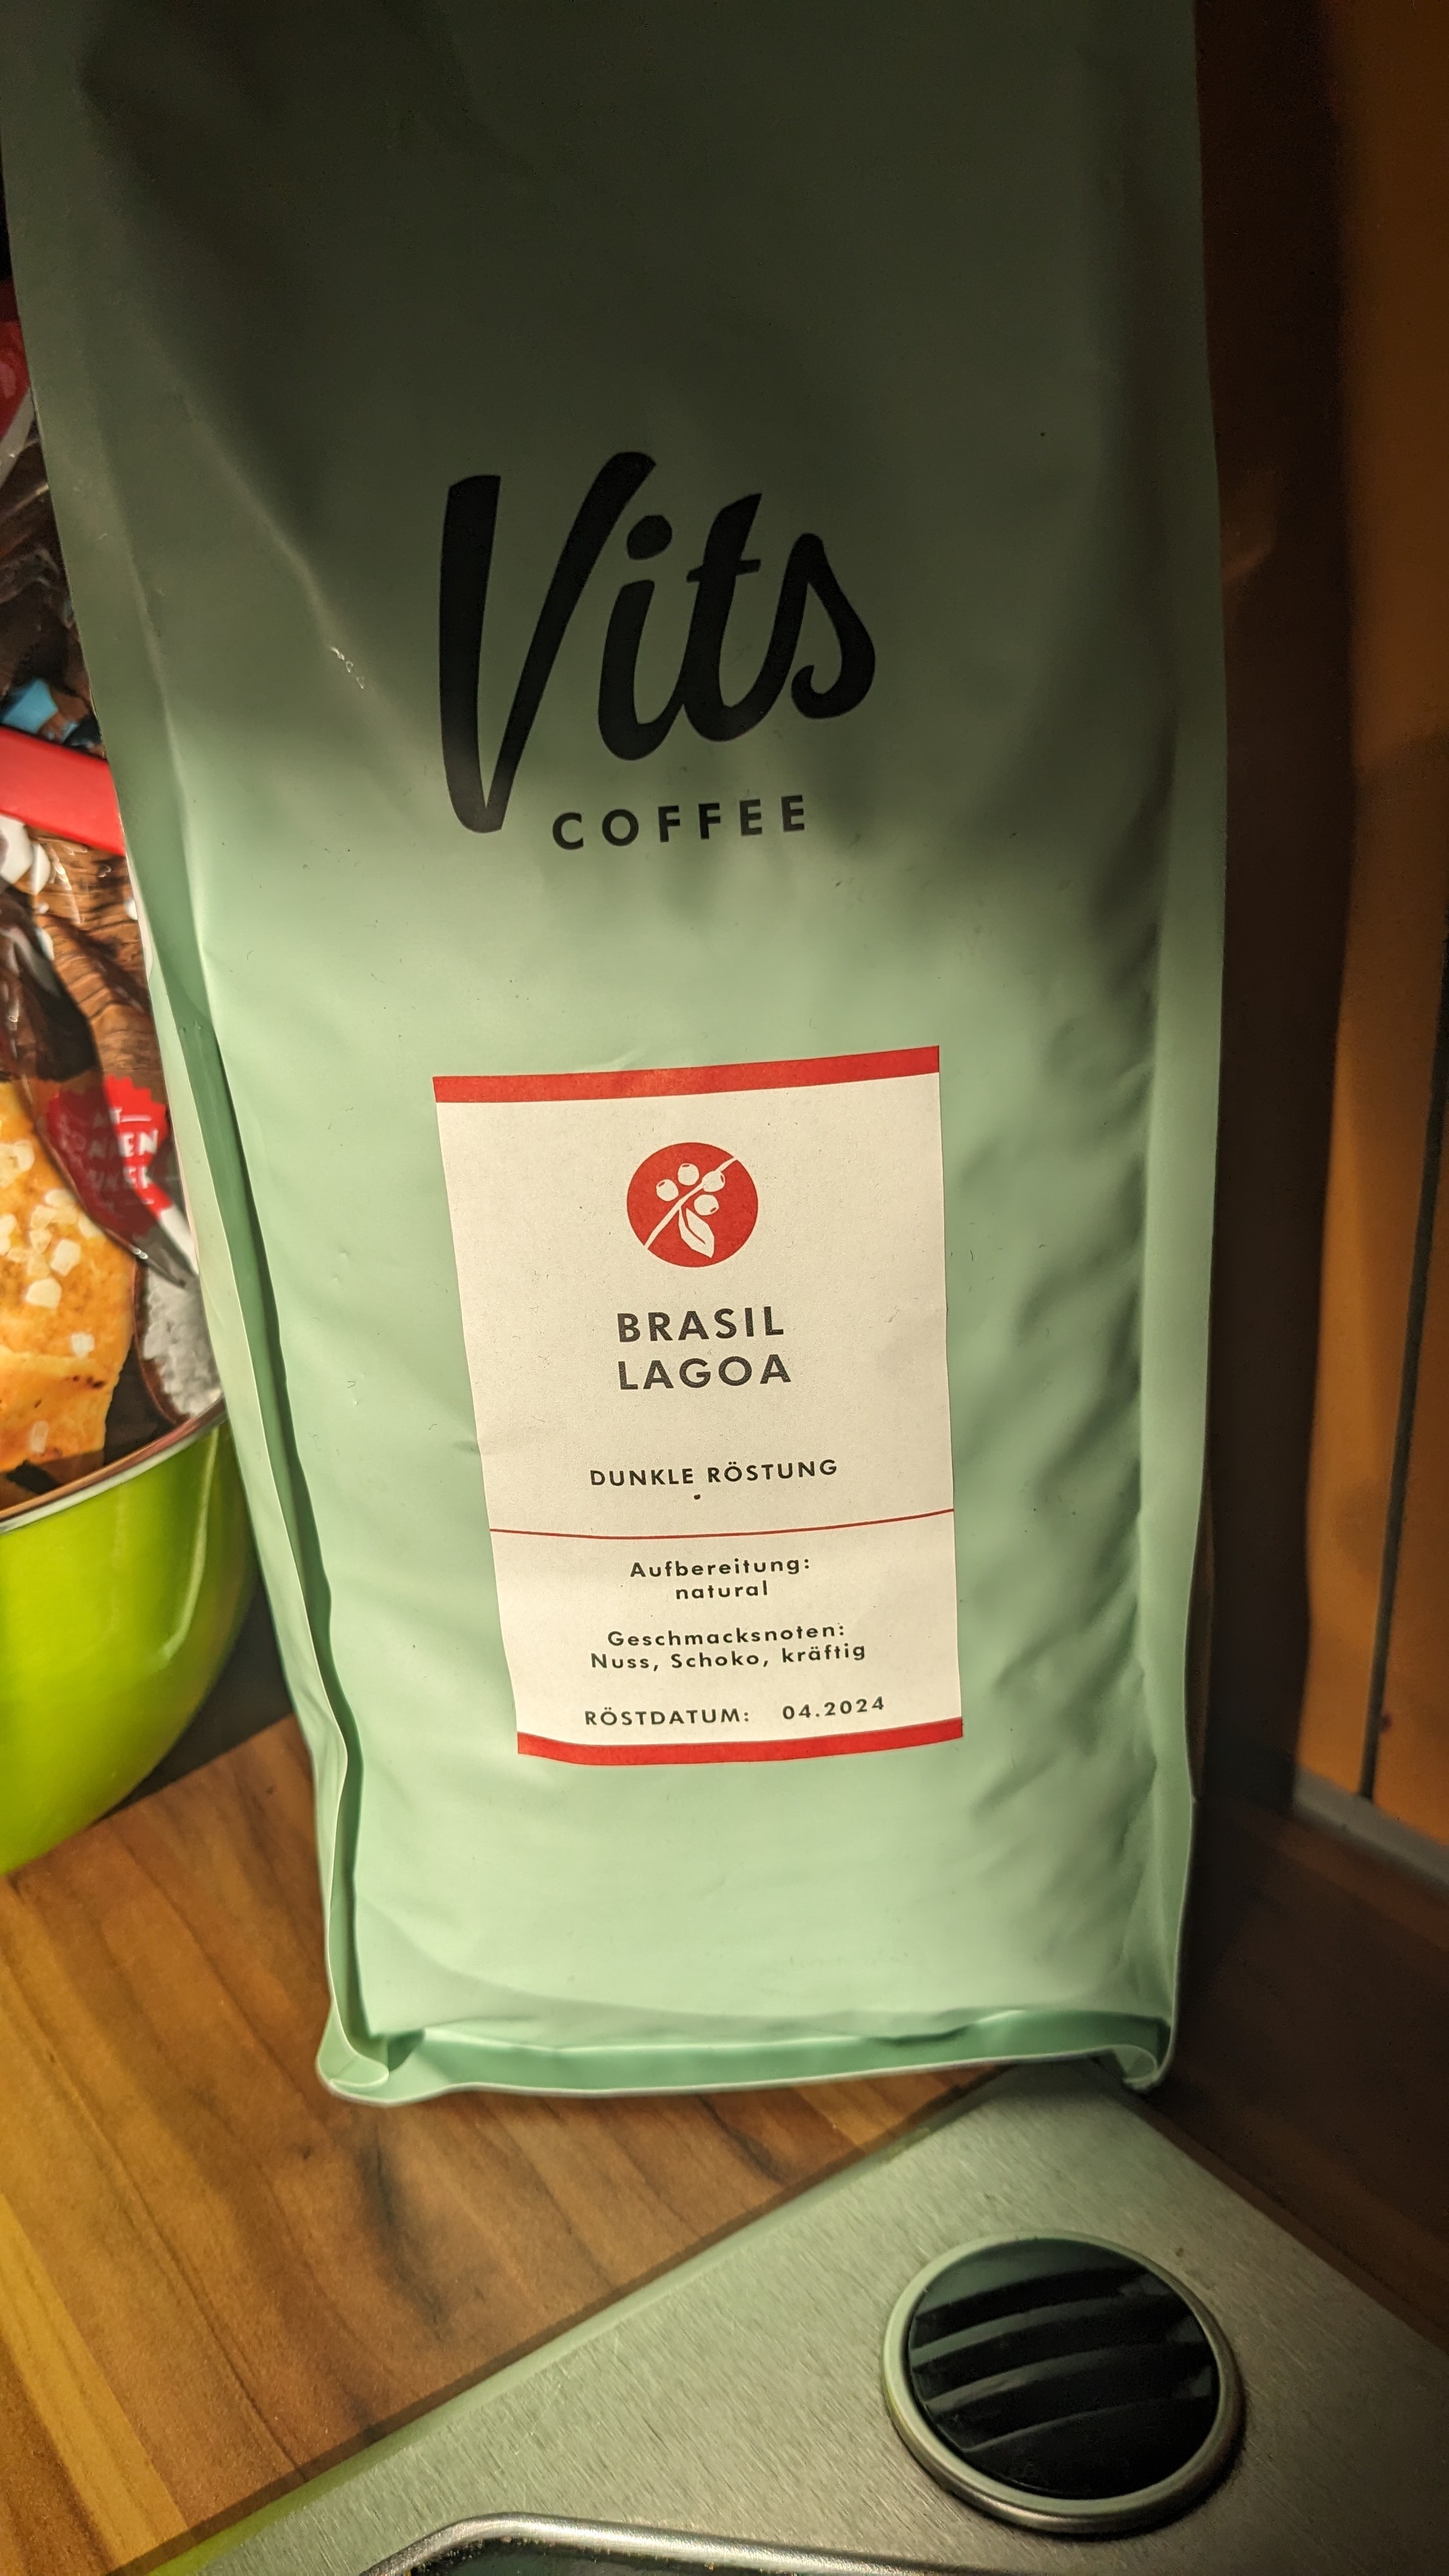 Vits
COFFEE
BRASIL
LAGOA
DUNKLE RÖSTUNG
Aufbereitung:
natural
Geschmacksnoten:
Nuss, Schoko, kräftig
RÖSTDATUM: 04.2024